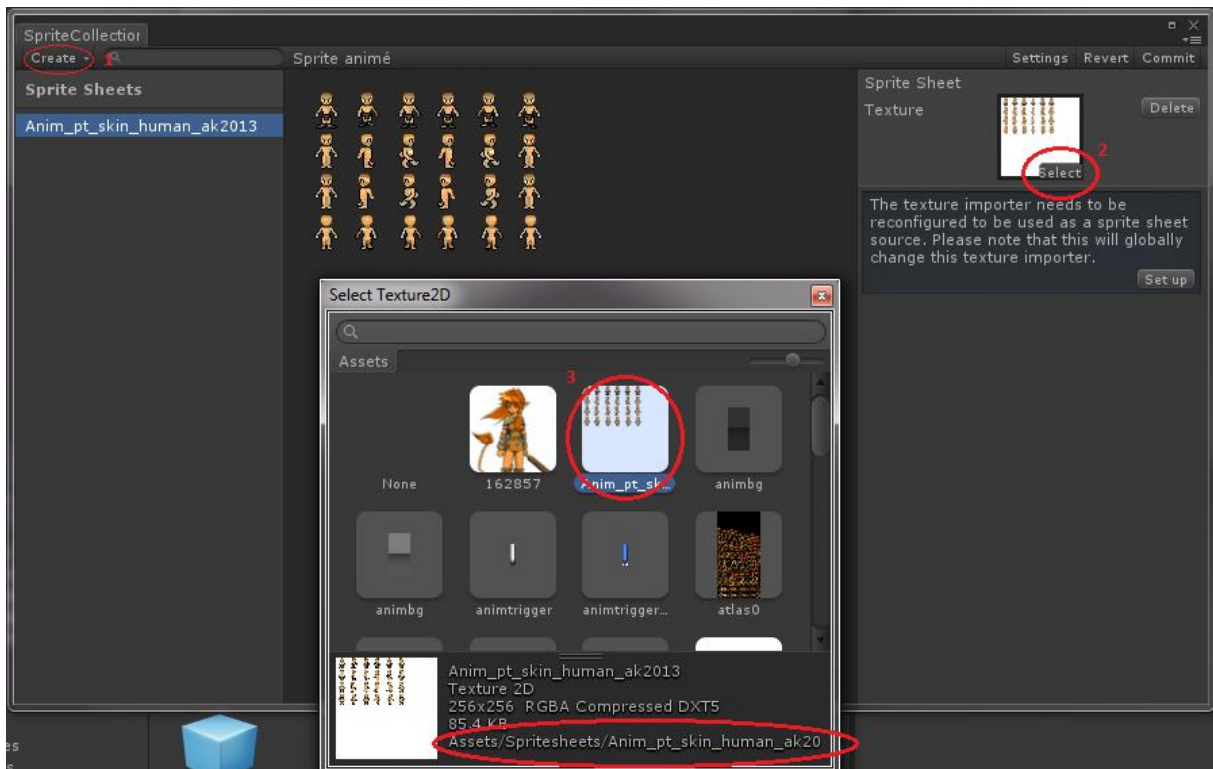 SpriteCollection
Create
1
Sprite animé
Settings Revert Commit
Sprite Sheets
Anim_pt_skin_human_ak2013
Sprite Sheet
Texture
Delete
2
Select
The texture importer needs to be
reconfigured to be used as a sprite sheet
source. Please note that this will globally
change this texture importer.
Set up
Select Texture2D
Assets
3
None 162857 Anim_pt_sk... animbg
animbg animtrigger animtrigger... atlas0
Anim_pt_skin_human_ak2013
Texture 2D
256x256 RGBA Compressed DXT5
85.4 KB
Assets/Spritesheets/Anim_pt_skin_human_ak20